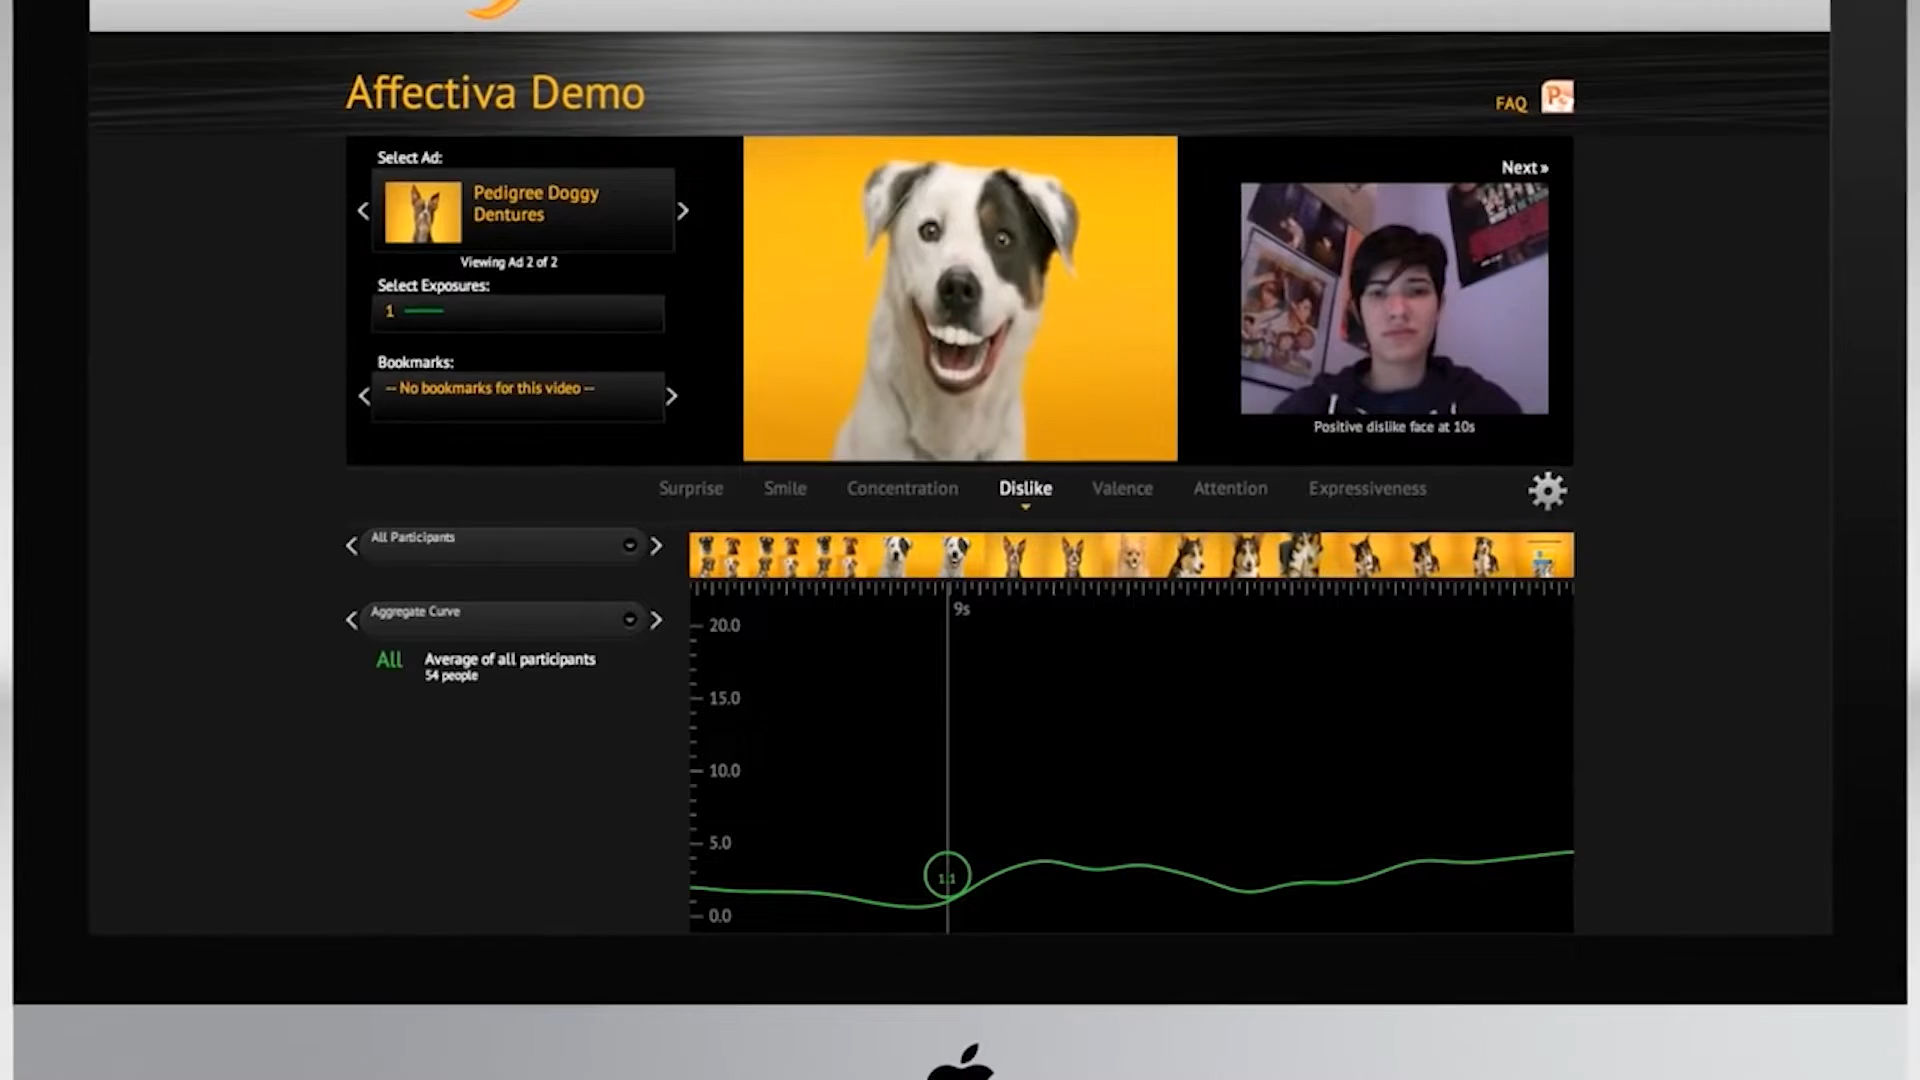 Affectiva Demo
FAQ
Select Ad:
Pedigree Doggy
Dentures
Viewing Ad 2 of 2
Select Exposures:
1
Bookmarks:
-- No bookmarks for this video --
Next »
Positive dislike face at 10s
Surprise Smile Concentration Dislike Valence Attention Expressiveness
All Participants
Aggregate Curve
All Average of all participants
54 people
9s
20.0
15.0
10.0
5.0
1.1
0.0